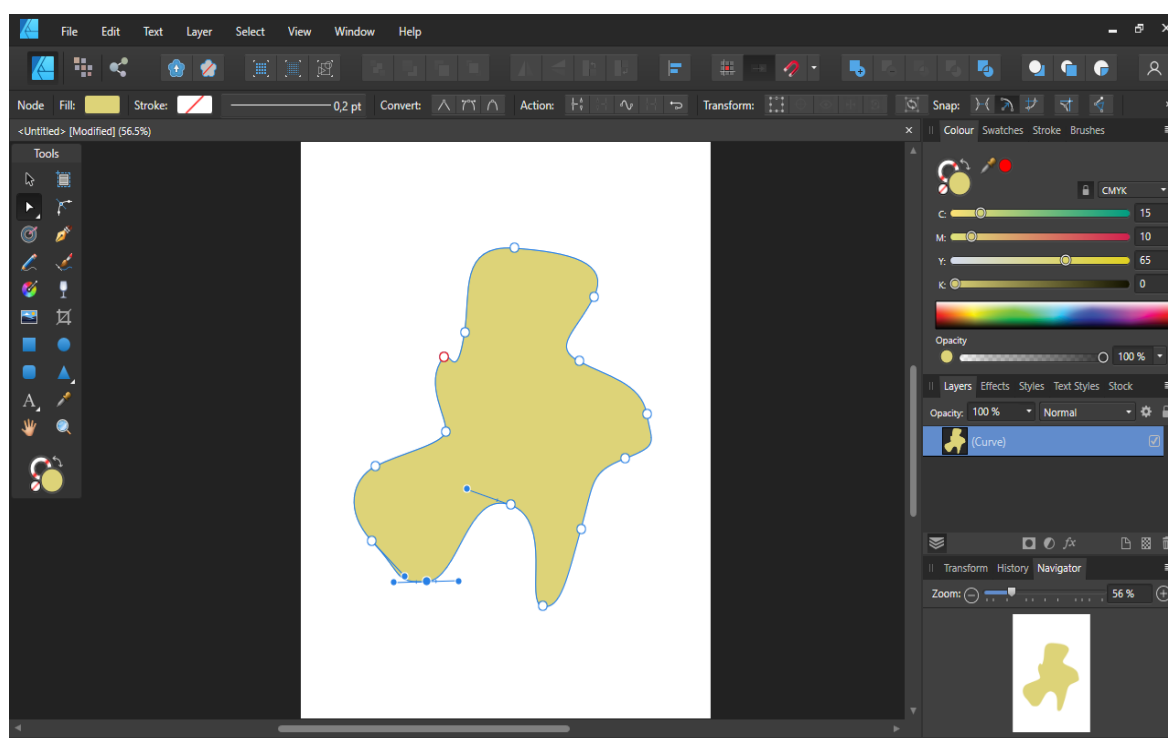 File Edit Text Layer Select View Window Help
Node Fill: Stroke: 0,2 pt Convert: Action: Transform: Snap:
<Untitled> [Modified] (56.5%)
Tools
A
Colour Swatches Stroke Brushes
CMYK
C: 15
M: 10
Y: 65
K: 0
Opacity
100 %
Layers Effects Styles Text Styles Stock
Opacity: 100 % Normal
(Curve)
fx
Transform History Navigator
Zoom: 56 %